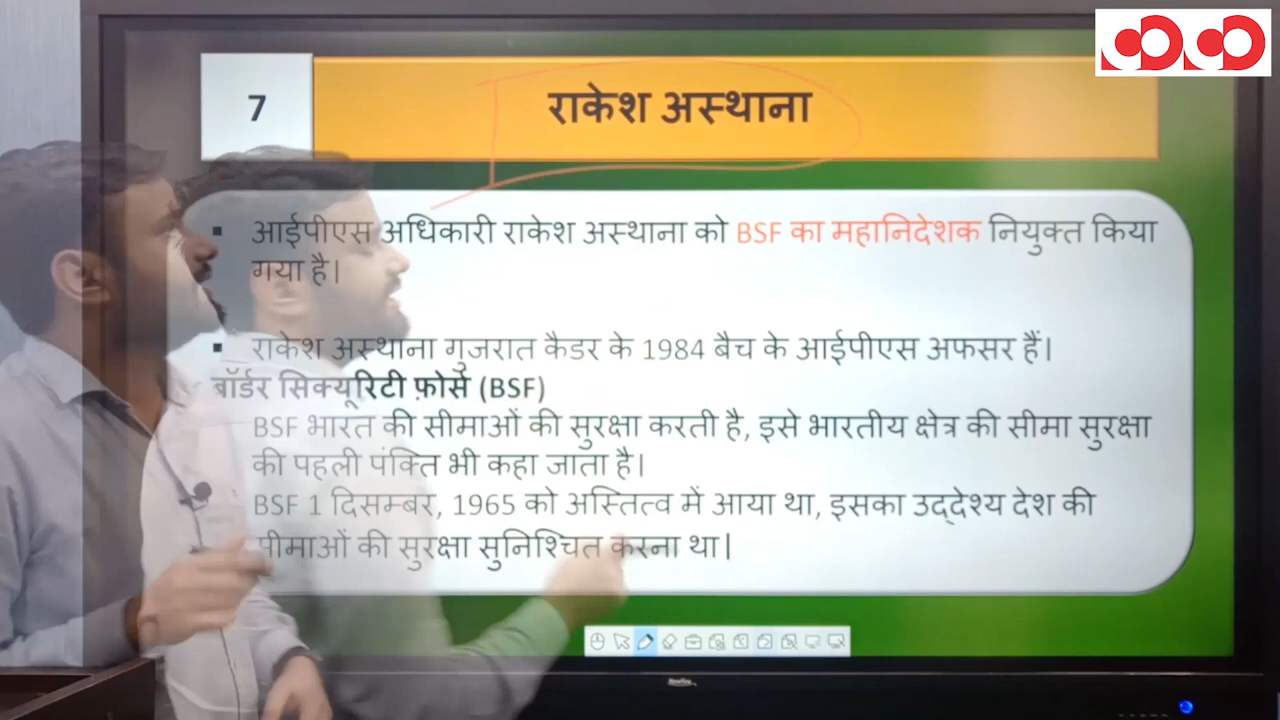 7
राकेश अस्थाना
▪ आईपीएस अधिकारी राकेश अस्थाना को BSF का महानिदेशक नियुक्त किया
गया है।
▪ राकेश अस्थाना गुजरात कैडर के 1984 बैच के आईपीएस अफसर हैं।
बॉर्डर सिक्यूरिटी फ़ोर्स (BSF)
BSF भारत की सीमाओं की सुरक्षा करती है, इसे भारतीय क्षेत्र की सीमा सुरक्षा
की पहली पंक्ति भी कहा जाता है।
BSF 1 दिसम्बर, 1965 को अस्तित्व में आया था, इसका उद्देश्य देश की
सीमाओं की सुरक्षा सुनिश्चित करना था|